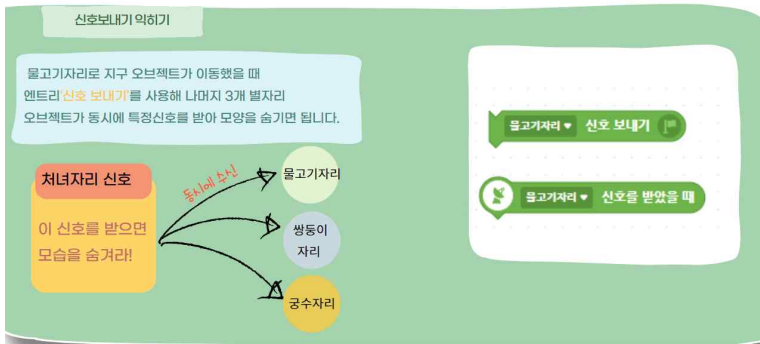 신호보내기 익히기
물고기자리로 지구 오브젝트가 이동했을 때
엔트리'신호 보내기'를 사용해 나머지 3개 별자리
오브젝트가 동시에 특정신호를 받아 모양을 숨기면 됩니다.
처녀자리 신호
이 신호를 받으면
모습을 숨겨라!
동시에 수신
물고기자리
쌍둥이
자리
궁수자리
물고기자리 신호 보내기
물고기자리 신호를 받았을 때